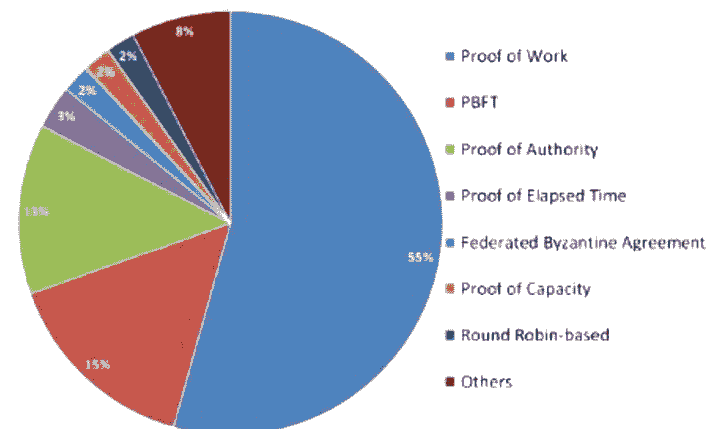 8%
2%
2%
2%
3%
13%
15%
55%
Proof of Work
PBFT
Proof of Authority
Proof of Elapsed Time
Federated Byzantine Agreement
Proof of Capacity
Round Robin-based
Others